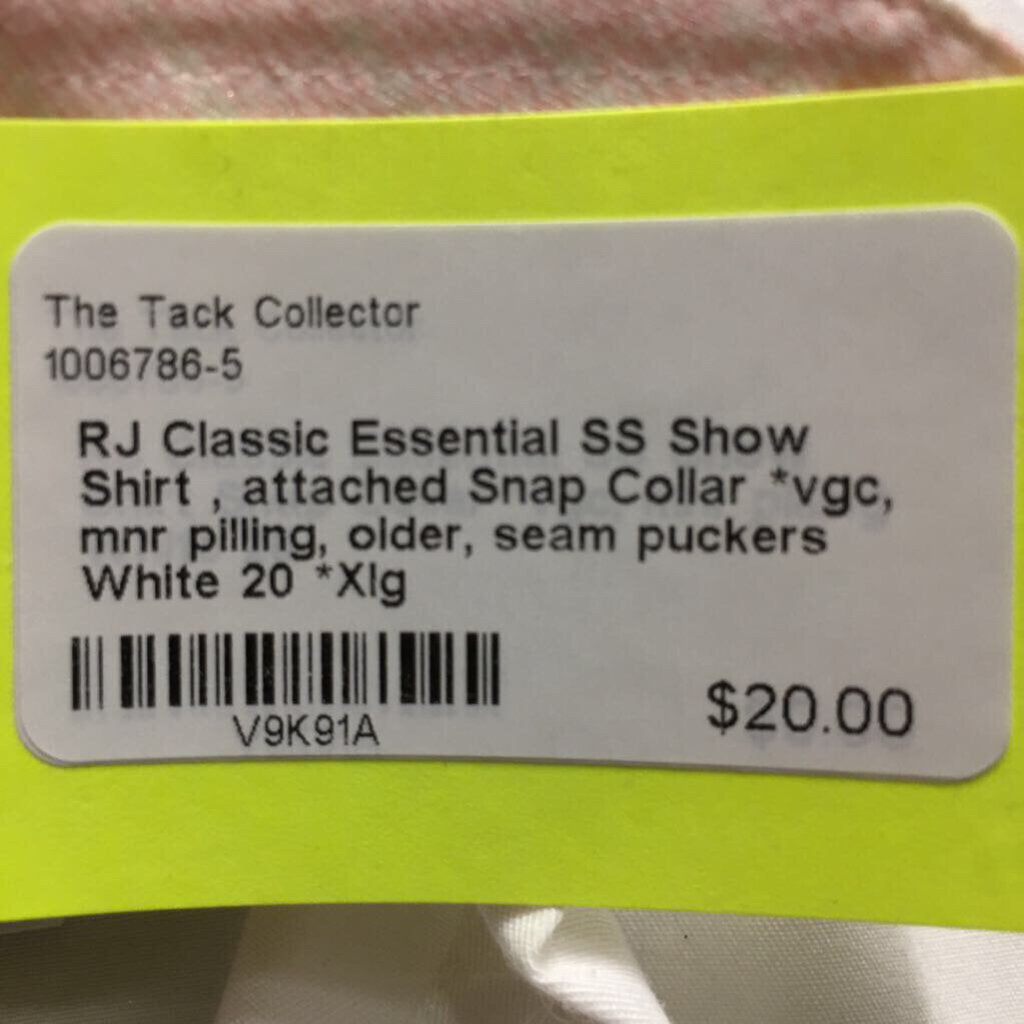 The Tack Collector
1006786-5
RJ Classic Essential SS Show
Shirt , attached Snap Collar *vgc,
mnr pilling, older, seam puckers
White 20 *Xlg
V9K91A
$20.00